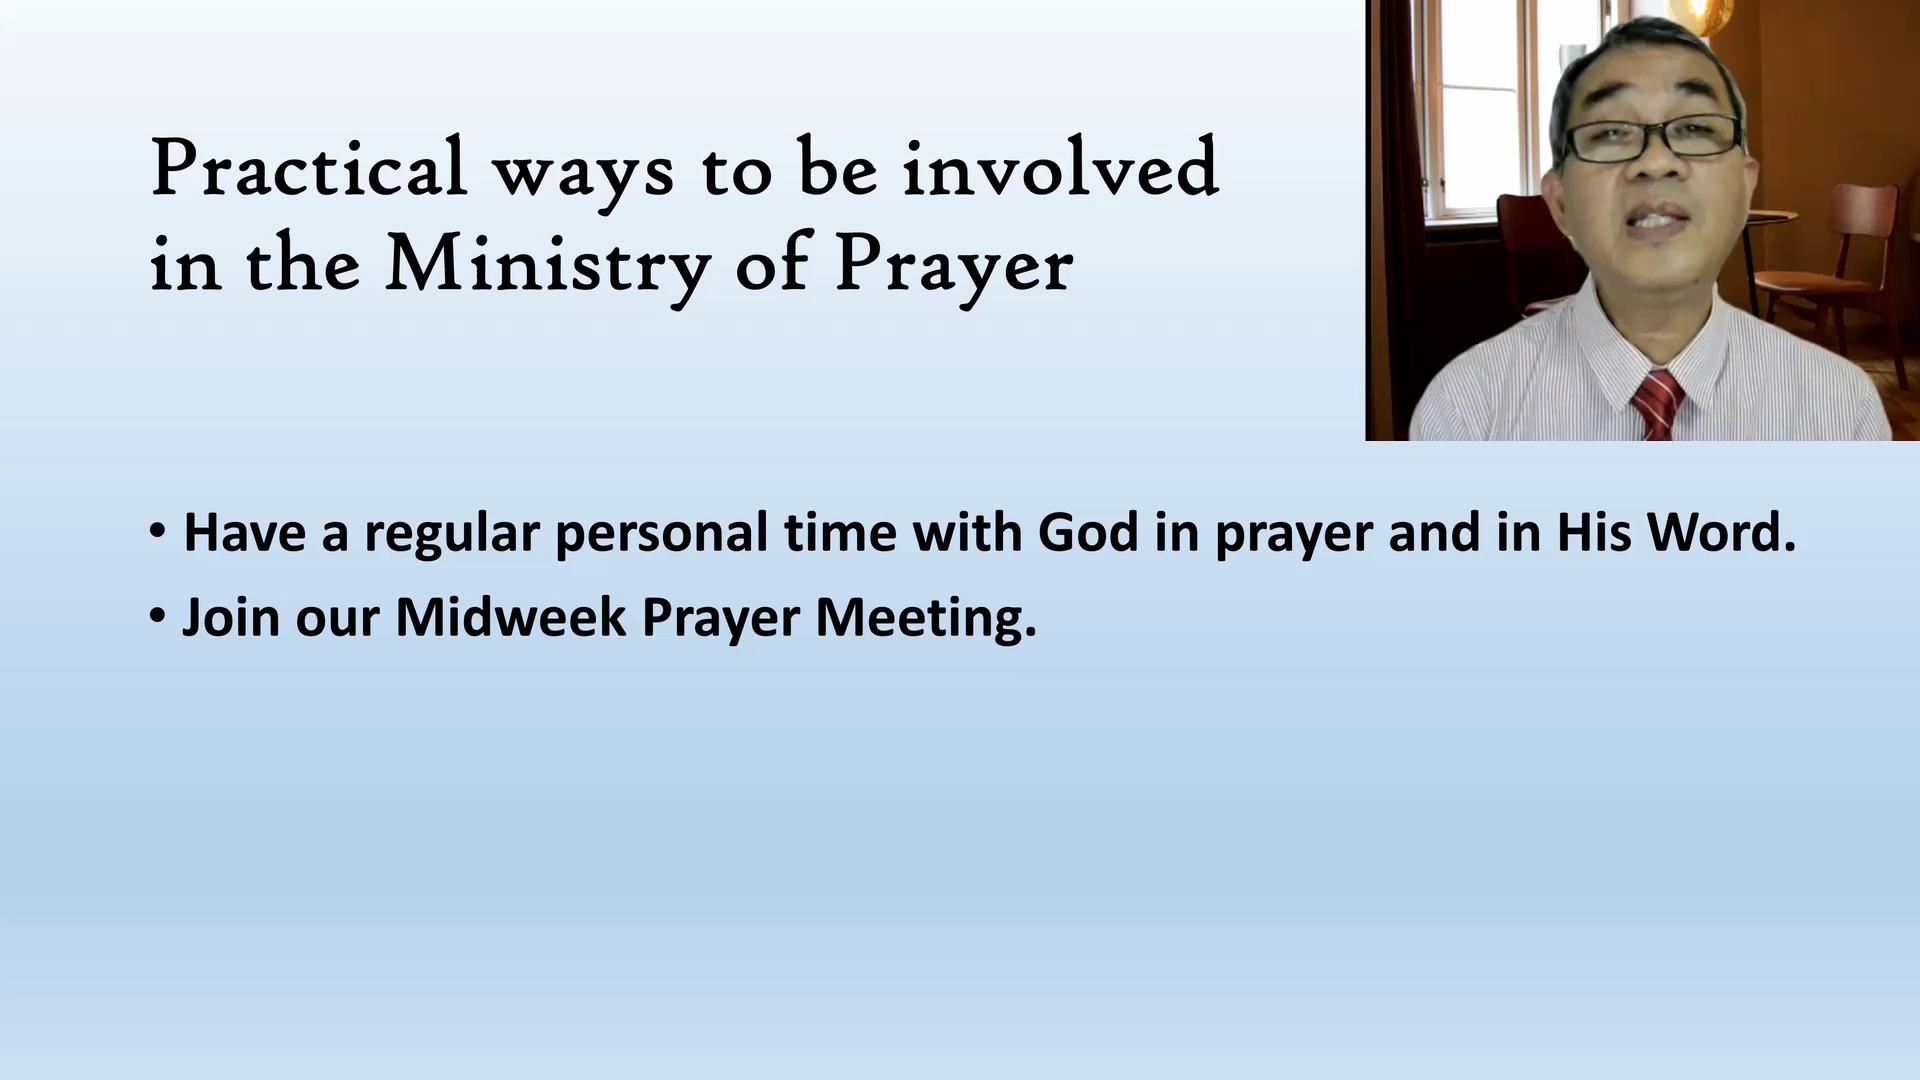 Practical ways to be involved
in the Ministry of Prayer
• Have a regular personal time with God in prayer and in His Word.
• Join our Midweek Prayer Meeting.